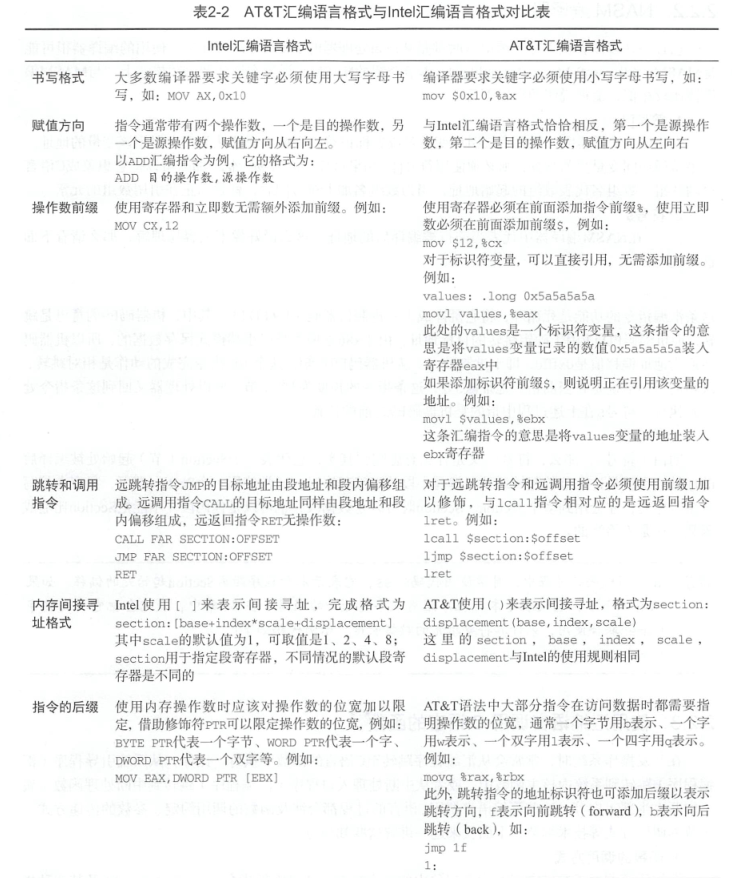 表2-2 AT&T汇编语言格式与Intel汇编语言格式对比表
Intel汇编语言格式
AT&T汇编语言格式
书写格式
大多数编译器要求关键字必须使用大写字母书
写，如：MOV AX,0x10
编译器要求关键字必须使用小写字母书写，如：
mov $0x10,%ax
赋值方向
指令通常带有两个操作数，一个是目的操作数，另
一个是源操作数，赋值方向从右向左。
以ADD汇编指令为例，它的格式为：
ADD 目的操作数,源操作数
与Intel汇编语言格式恰恰相反，第一个是源操作
数，第二个是目的操作数，赋值方向从左向右
操作数前缀
使用寄存器和立即数无需额外添加前缀。例如：
MOV CX,12
使用寄存器必须在前面添加指令前缀%，使用立即
数必须在前面添加前缀$，例如：
mov $12,%cx
对于标识符变量，可以直接引用，无需添加前缀。
例如：
values: .long 0x5a5a5a5a
movl values,%eax
此处的values是一个标识符变量，这条指令的意
思是将values变量记录的数值0x5a5a5a5a装入
寄存器eax中
如果添加标识符前缀$，则说明正在引用该变量的
地址。例如：
movl $values,%ebx
这条汇编指令的意思是将values变量的地址装入
ebx寄存器
跳转和调用
指令
远跳转指令JMP的目标地址由段地址和段内偏移组
成，远调用指令CALL的目标地址同样由段地址和段
内偏移组成，远返回指令RET无操作数：
CALL FAR SECTION:OFFSET
JMP FAR SECTION:OFFSET
RET
对于远跳转指令和远调用指令必须使用前缀l加
以修饰，与lcall指令相对应的是远返回指令
lret。例如：
lcall $section:$offset
ljmp $section:$offset
lret
内存间接寻
址格式
Intel使用[ ]来表示间接寻址，完成格式为
section:[base+index*scale+displacement]
其中scale的默认值为1，可取值是1、2、4、8；
section用于指定段寄存器，不同情况的默认段寄
存器是不同的
AT&T使用( )来表示间接寻址，格式为section:
displacement(base,index,scale)
这里的section，base，index，scale，
displacement与Intel的使用规则相同
指令的后缀
使用内存操作数时应该对操作数的位宽加以限
定，借助修饰符PTR可以限定操作数的位宽，例如：
BYTE PTR代表一个字节、WORD PTR代表一个字、
DWORD PTR代表一个双字等。例如：
MOV EAX,DWORD PTR [EBX]
AT&T语法中大部分指令在访问数据时都需要指
明操作数的位宽，通常一个字节用b表示、一个字
用w表示、一个双字用l表示、一个四字用q表示。
例如：
movq %rax,%rbx
此外，跳转指令的地址标识符也可添加后缀以表示
跳转方向，f表示向前跳转（forward），b表示向后
跳转（back），如：
jmp 1f
1: